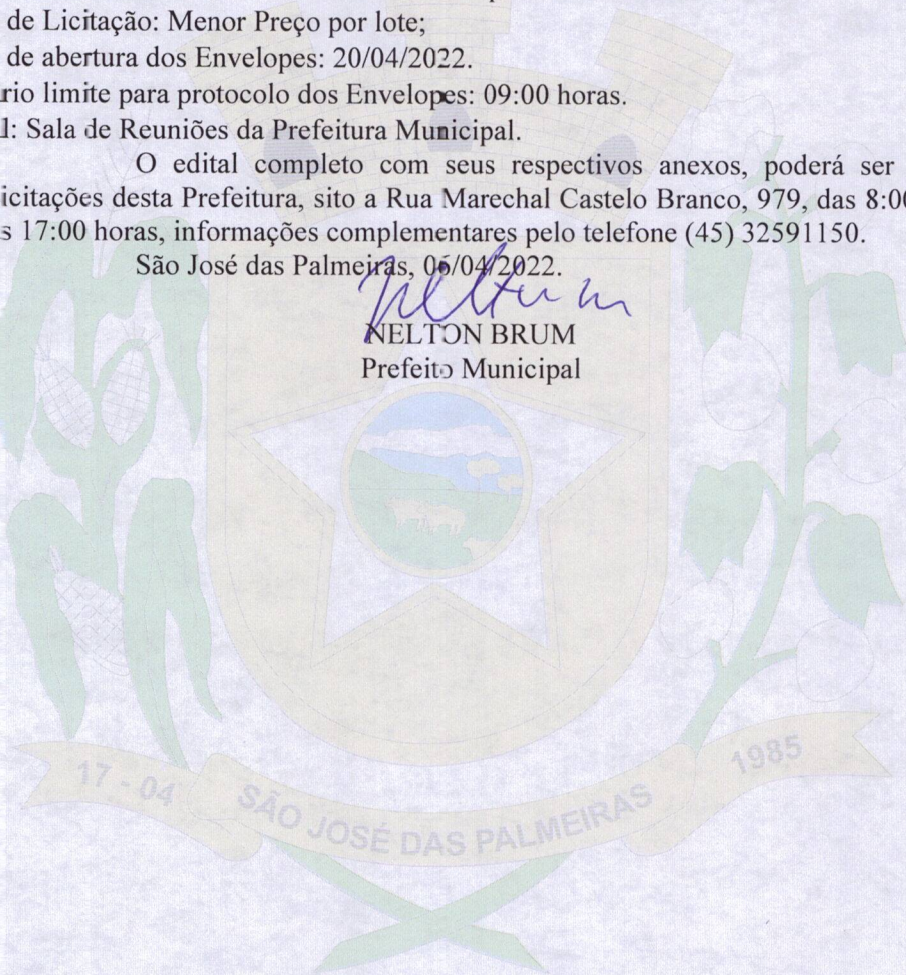 de Licitação: Menor Preço por lote;
de abertura dos Envelopes: 20/04/2022.
rio limite para protocolo dos Envelopes: 09:00 horas.
l: Sala de Reuniões da Prefeitura Municipal.
O edital completo com seus respectivos anexos, poderá ser
icitações desta Prefeitura, sito a Rua Marechal Castelo Branco, 979, das 8:00
s 17:00 horas, informações complementares pelo telefone (45) 32591150.
São José das Palmeiras, 05/04/2022.
NELTON BRUM
Prefeito Municipal
17 - 04 SÃO JOSÉ DAS PALMEIRAS 1985